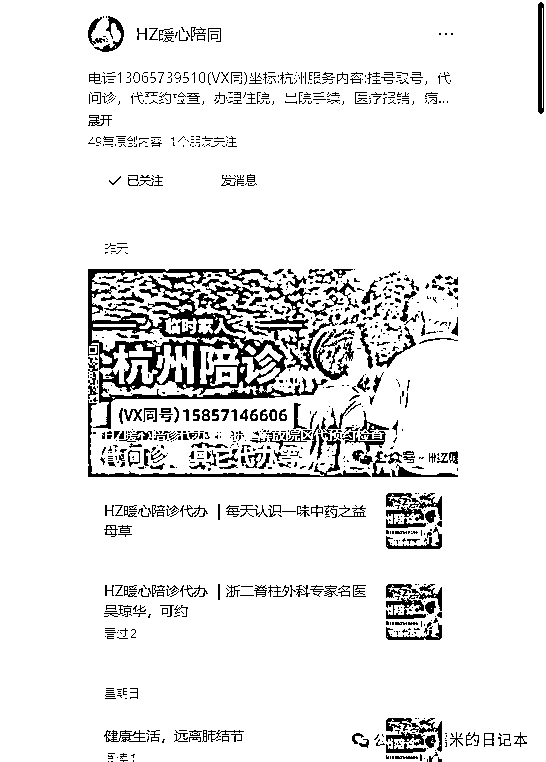 HZ暖心陪同
电话13065739510(VX同)坐标:杭州服务内容:挂号取号，代
问诊，代预约检查，办理住院，出院手续，医疗报销，病...
展开
49篇原创内容 1个朋友关注
已关注 发消息
昨天
临时家人
杭州陪诊
(VX同号)15857146606
代问诊 其它代办等
HZ暖心陪诊代办 | 每天认识一味中药之益
母草
HZ暖心陪诊代办 | 浙二脊柱外科专家名医
吴琼华，可约
看过2
星期日
健康生活，远离肺结节
米的日记本